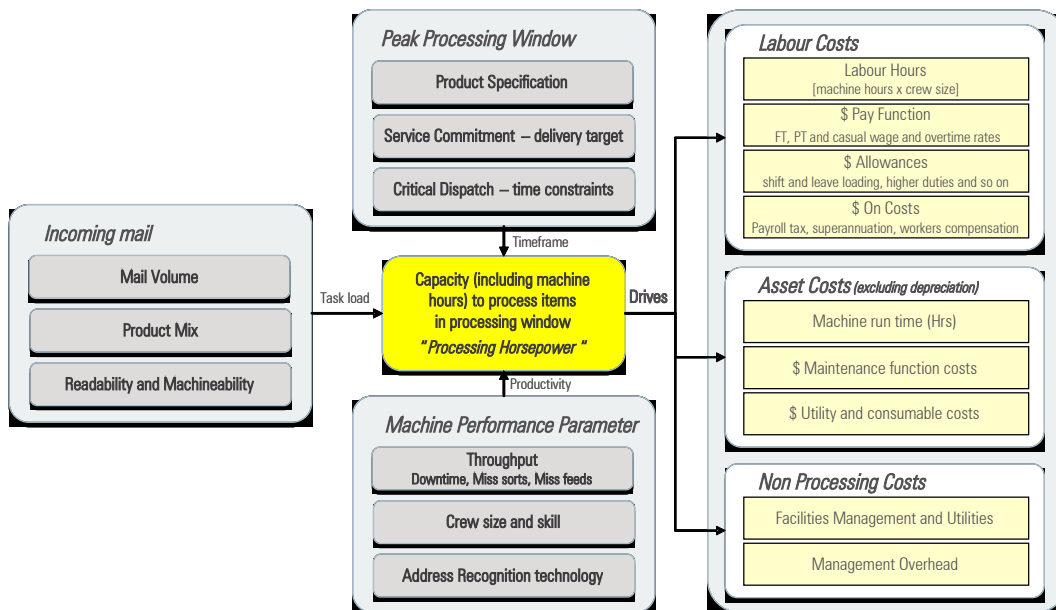 Incoming mail
Mail Volume
Product Mix
Readability and Machineability
Task load
Peak Processing Window
Product Specification
Service Commitment – delivery target
Critical Dispatch – time constraints
Timeframe
Capacity (including machine
hours) to process items
in processing window
"Processing Horsepower "
Drives
Productivity
Machine Performance Parameter
Throughput
Downtime, Miss sorts, Miss feeds
Crew size and skill
Address Recognition technology
Labour Costs
Labour Hours
[machine hours x crew size]
$ Pay Function
FT, PT and casual wage and overtime rates
$ Allowances
shift and leave loading, higher duties and so on
$ On Costs
Payroll tax, superannuation, workers compensation
Asset Costs (excluding depreciation)
Machine run time (Hrs)
$ Maintenance function costs
$ Utility and consumable costs
Non Processing Costs
Facilities Management and Utilities
Management Overhead